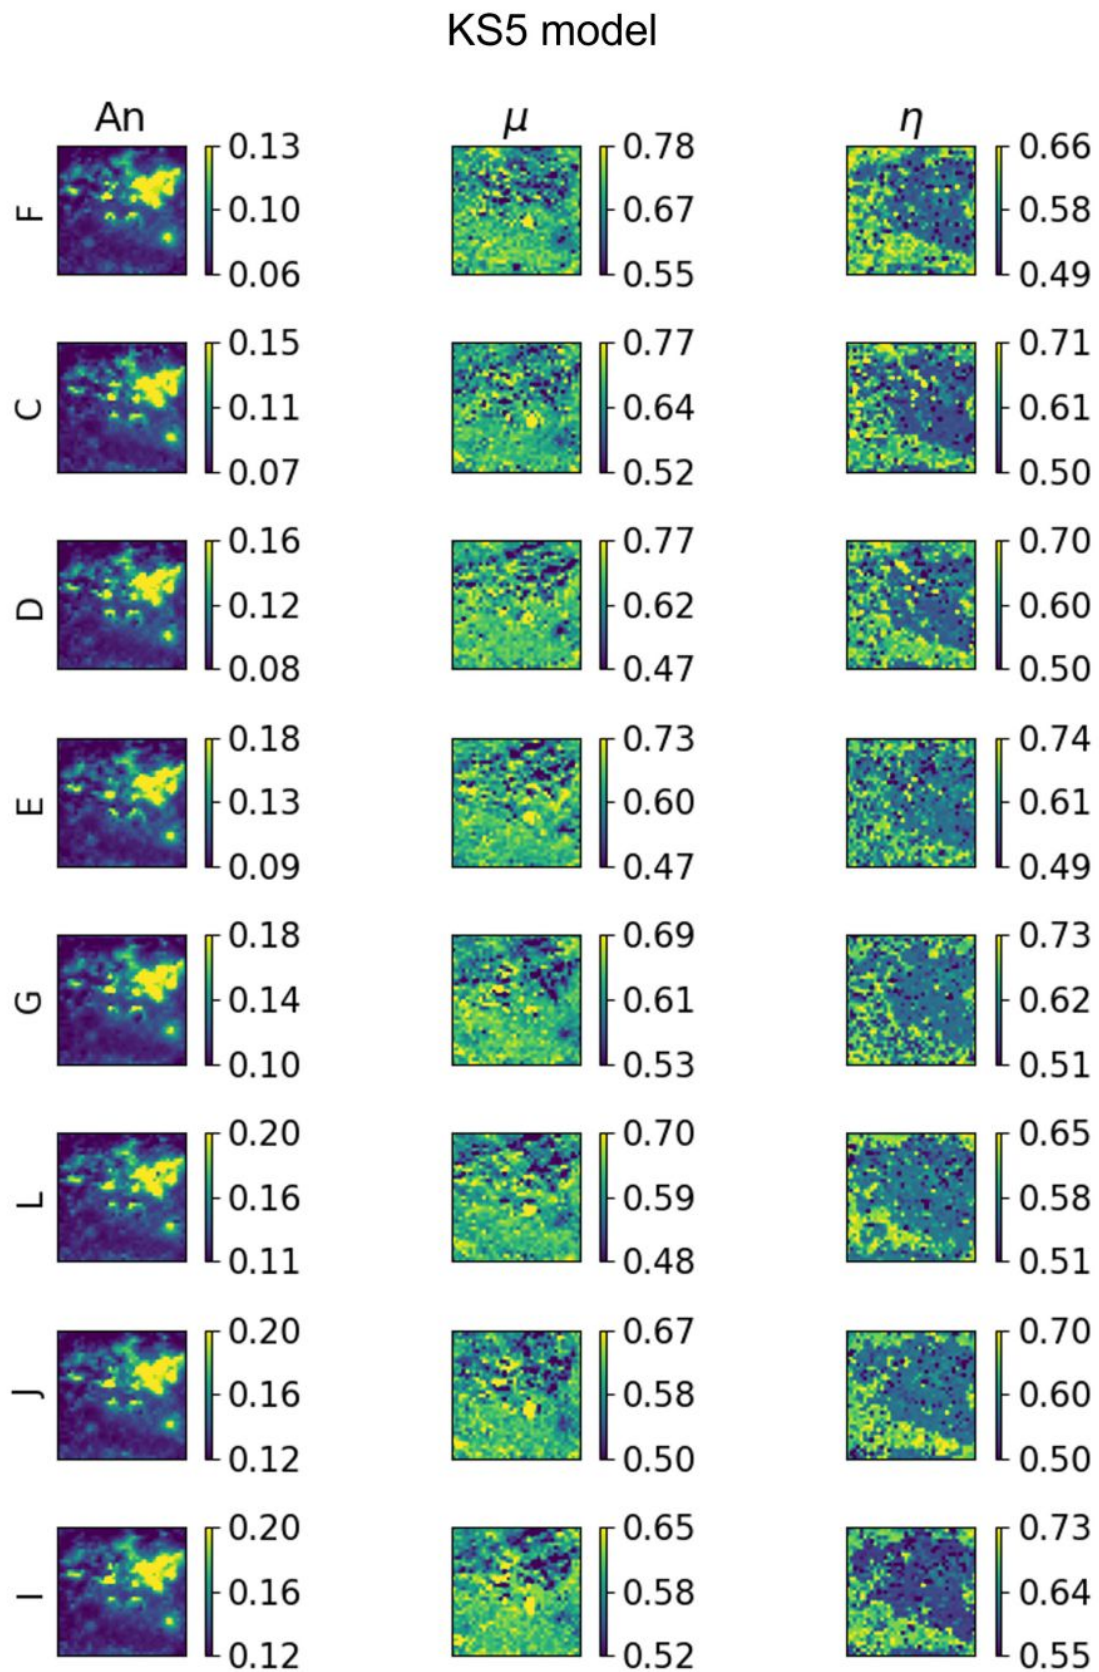 KS5 model
An μ η
0.13 0.78 0.66
F 0.10 0.67 0.58
0.06 0.55 0.49
0.15 0.77 0.71
C 0.11 0.64 0.61
0.07 0.52 0.50
0.16 0.77 0.70
D 0.12 0.62 0.60
0.08 0.47 0.50
0.18 0.73 0.74
E 0.13 0.60 0.61
0.09 0.47 0.49
0.18 0.69 0.73
G 0.14 0.61 0.62
0.10 0.53 0.51
0.20 0.70 0.65
L 0.16 0.59 0.58
0.11 0.48 0.51
0.20 0.67 0.70
J 0.16 0.58 0.60
0.12 0.50 0.50
0.20 0.65 0.73
I 0.16 0.58 0.64
0.12 0.52 0.55